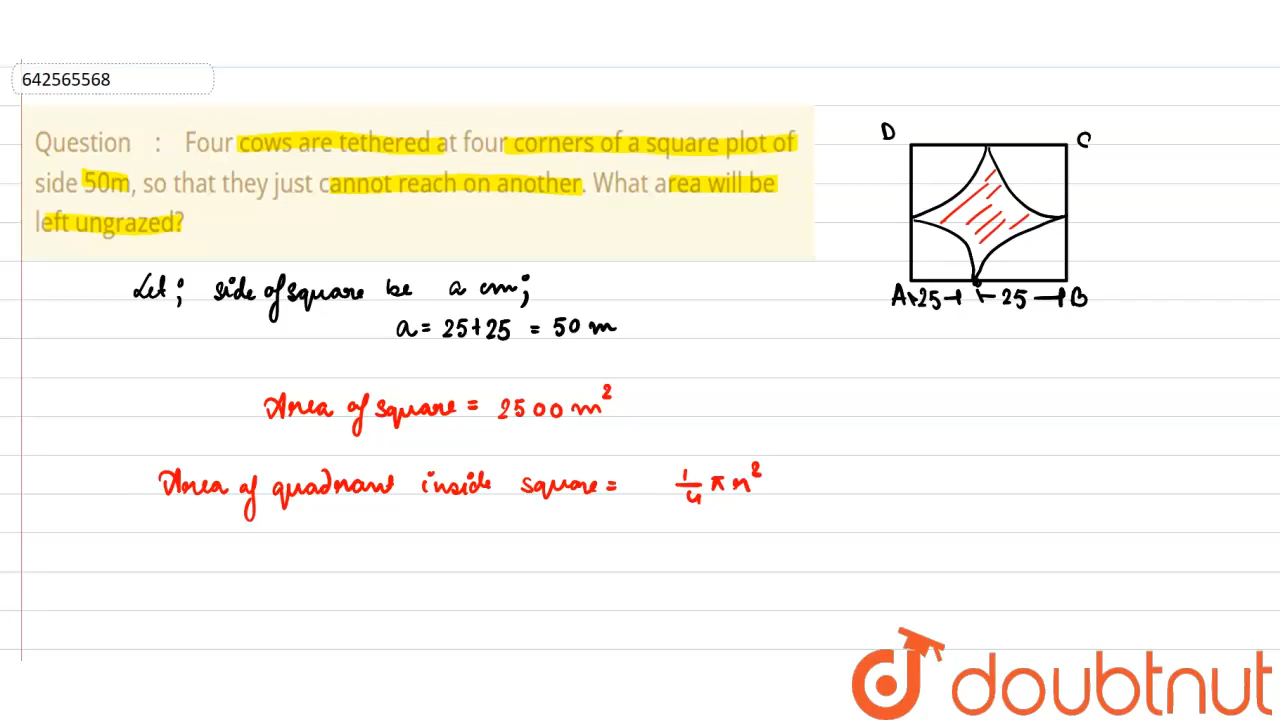 642565568
Question : Four cows are tethered at four corners of a square plot of
side 50m, so that they just cannot reach on another. What area will be
left ungrazed?
D C
A 25 25 B
Let; side of square be a cm;
a = 25+25 = 50 m
Area of square = 2500 m²
Area of quadrant inside square = 1/4 π r²
doubtnut